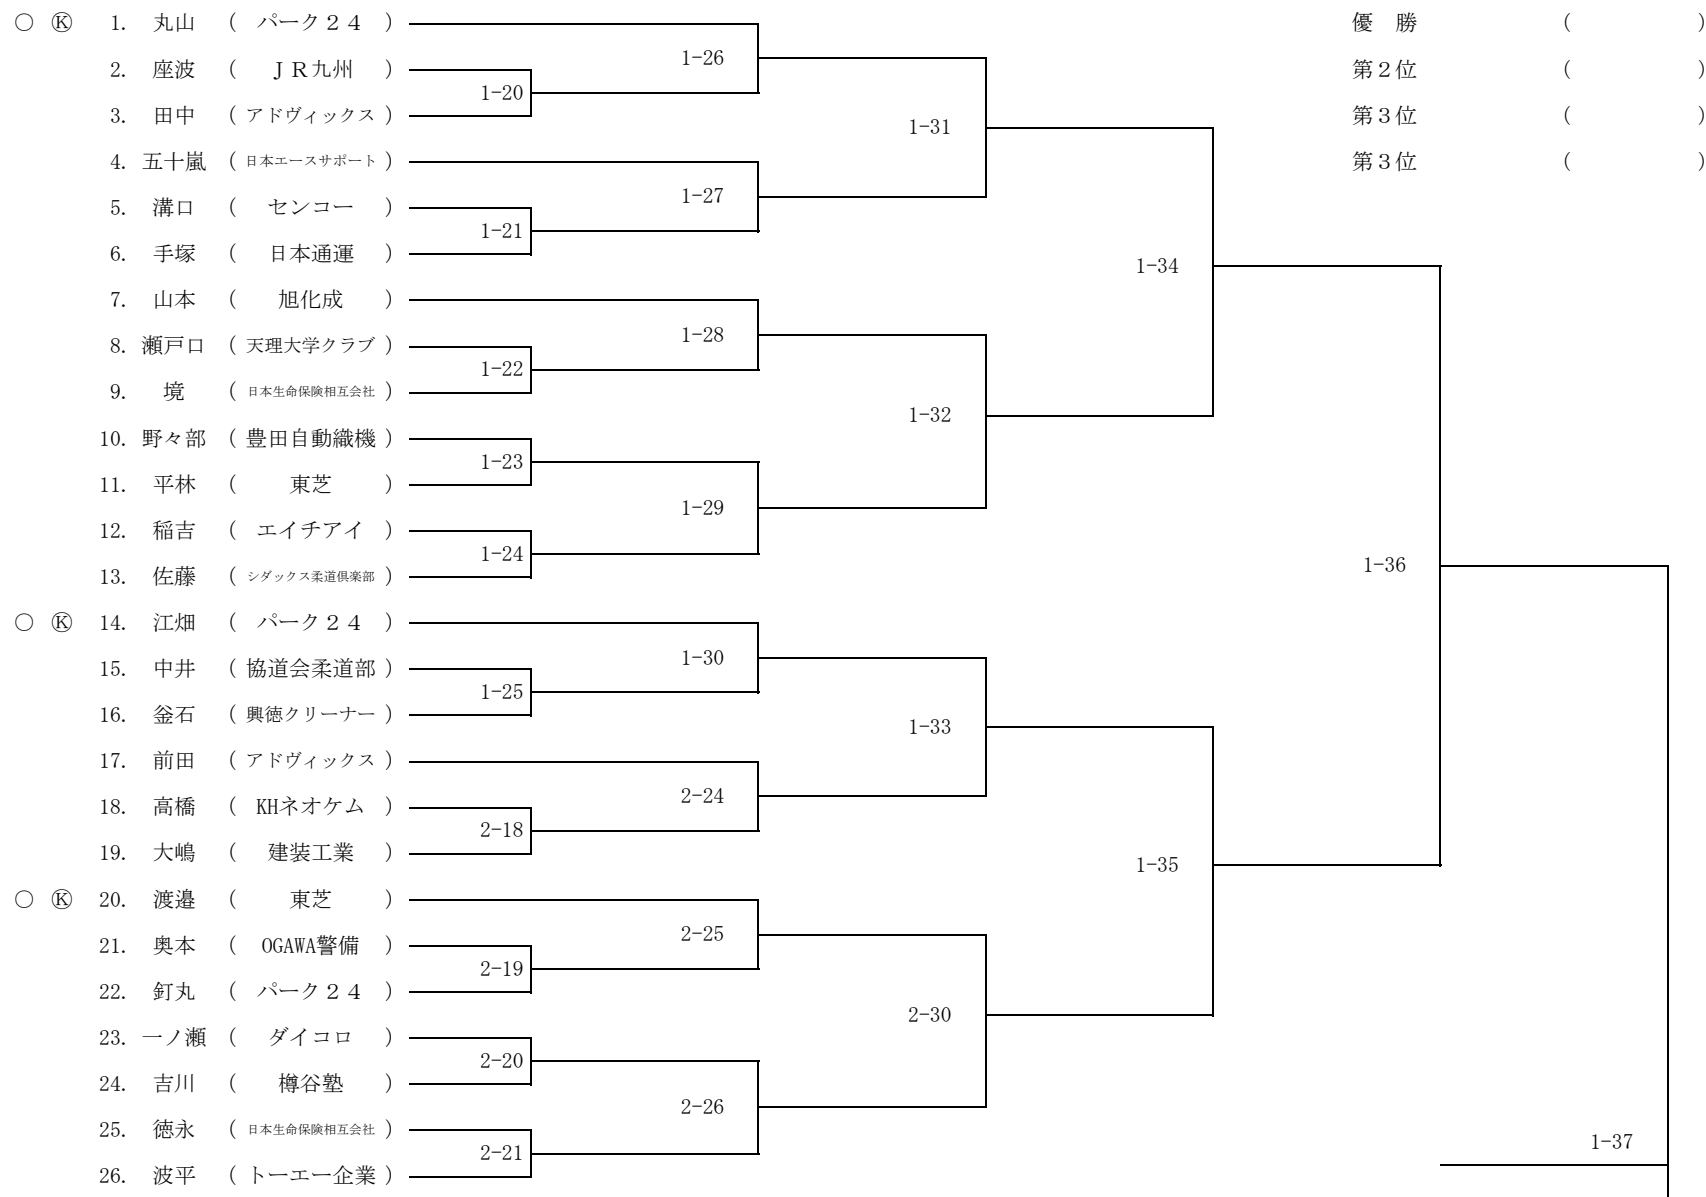 ○ Ⓚ 1. 丸山 （ パーク２４ ） 優 勝 （ ）
1-26
2. 座波 （ ＪＲ九州 ） 第２位 （ ）
1-20
3. 田中 （ アドヴィックス ） 第３位 （ ）
1-31
4. 五十嵐 （ 日本エースサポート ） 第３位 （ ）
1-27
5. 溝口 （ センコー ）
1-21
6. 手塚 （ 日本通運 ）
1-34
7. 山本 （ 旭化成 ）
1-28
8. 瀬戸口 （ 天理大学クラブ ）
1-22
9. 境 （ 日本生命保険相互会社 ）
1-32
10. 野々部 （ 豊田自動織機 ）
1-23
11. 平林 （ 東芝 ）
1-29
12. 稲吉 （ エイチアイ ）
1-24
1-36
13. 佐藤 （ シダックス柔道倶楽部 ）
○ Ⓚ 14. 江畑 （ パーク２４ ）
1-30
15. 中井 （ 協道会柔道部 ）
1-25
16. 釜石 （ 興徳クリーナー ）
1-33
17. 前田 （ アドヴィックス ）
2-24
18. 高橋 （ KHネオケム ）
2-18
19. 大嶋 （ 建装工業 ）
1-35
○ Ⓚ 20. 渡邉 （ 東芝 ）
2-25
21. 奥本 （ OGAWA警備 ）
2-19
22. 釘丸 （ パーク２４ ）
2-30
23. 一ノ瀬 （ ダイコロ ）
2-20
24. 吉川 （ 樽谷塾 ）
2-26
25. 徳永 （ 日本生命保険相互会社 ）
1-37
2-21
26. 波平 （ トーエー企業 ）